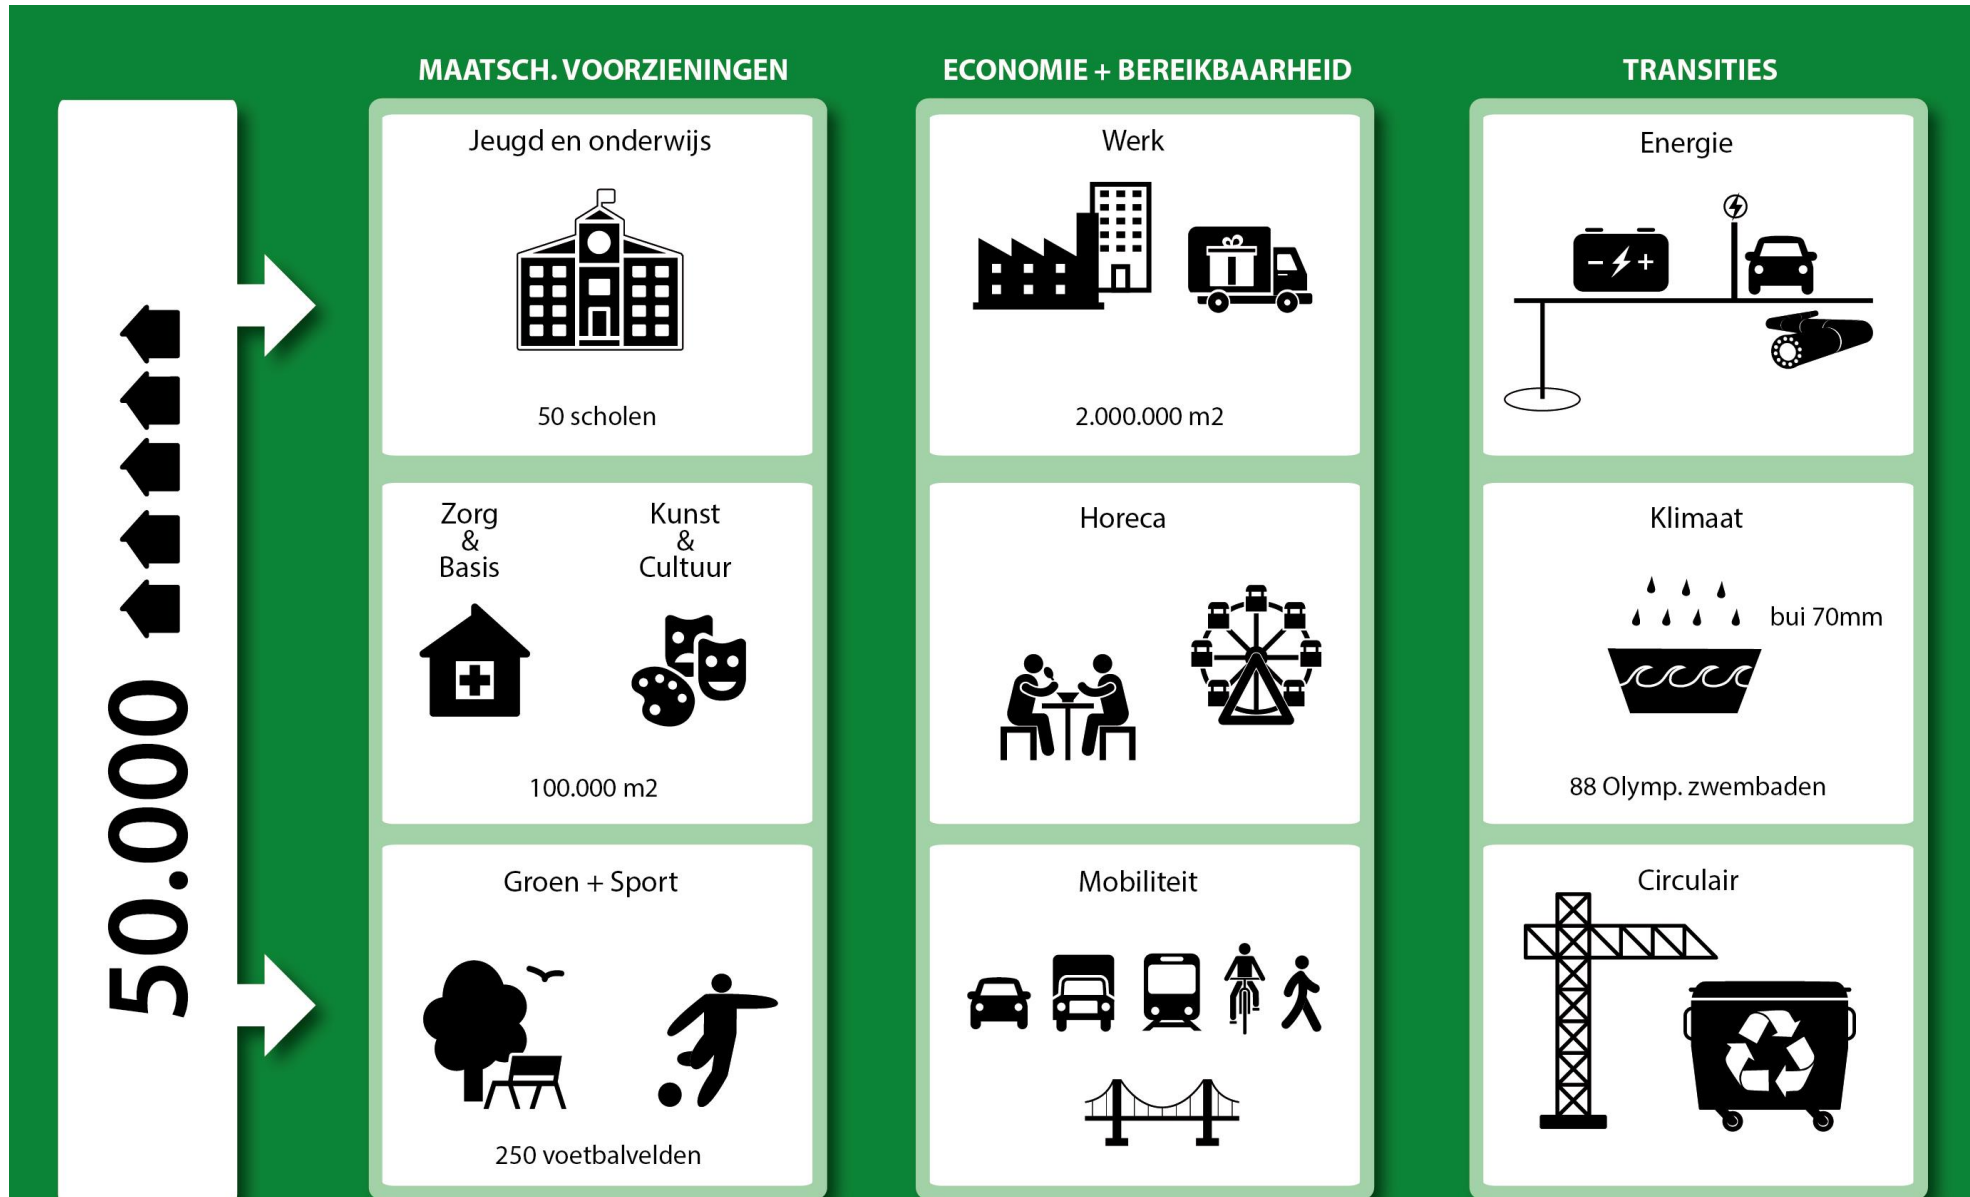 50.000
MAATSCH. VOORZIENINGEN
Jeugd en onderwijs
50 scholen
Zorg
&
Basis
Kunst
&
Cultuur
100.000 m2
Groen + Sport
250 voetbalvelden
ECONOMIE + BEREIKBAARHEID
Werk
2.000.000 m2
Horeca
Mobiliteit
TRANSITIES
Energie
Klimaat
bui 70mm
88 Olymp. zwembaden
Circulair